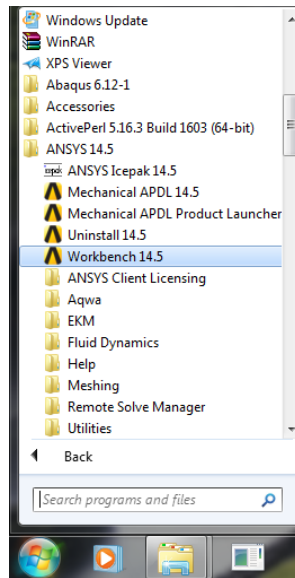 Windows Update
WinRAR
XPS Viewer
Abaqus 6.12-1
Accessories
ActivePerl 5.16.3 Build 1603 (64-bit)
ANSYS 14.5
ANSYS Icepak 14.5
Mechanical APDL 14.5
Mechanical APDL Product Launcher
Uninstall 14.5
Workbench 14.5
ANSYS Client Licensing
Aqwa
EKM
Fluid Dynamics
Help
Meshing
Remote Solve Manager
Utilities
Back
Search programs and files